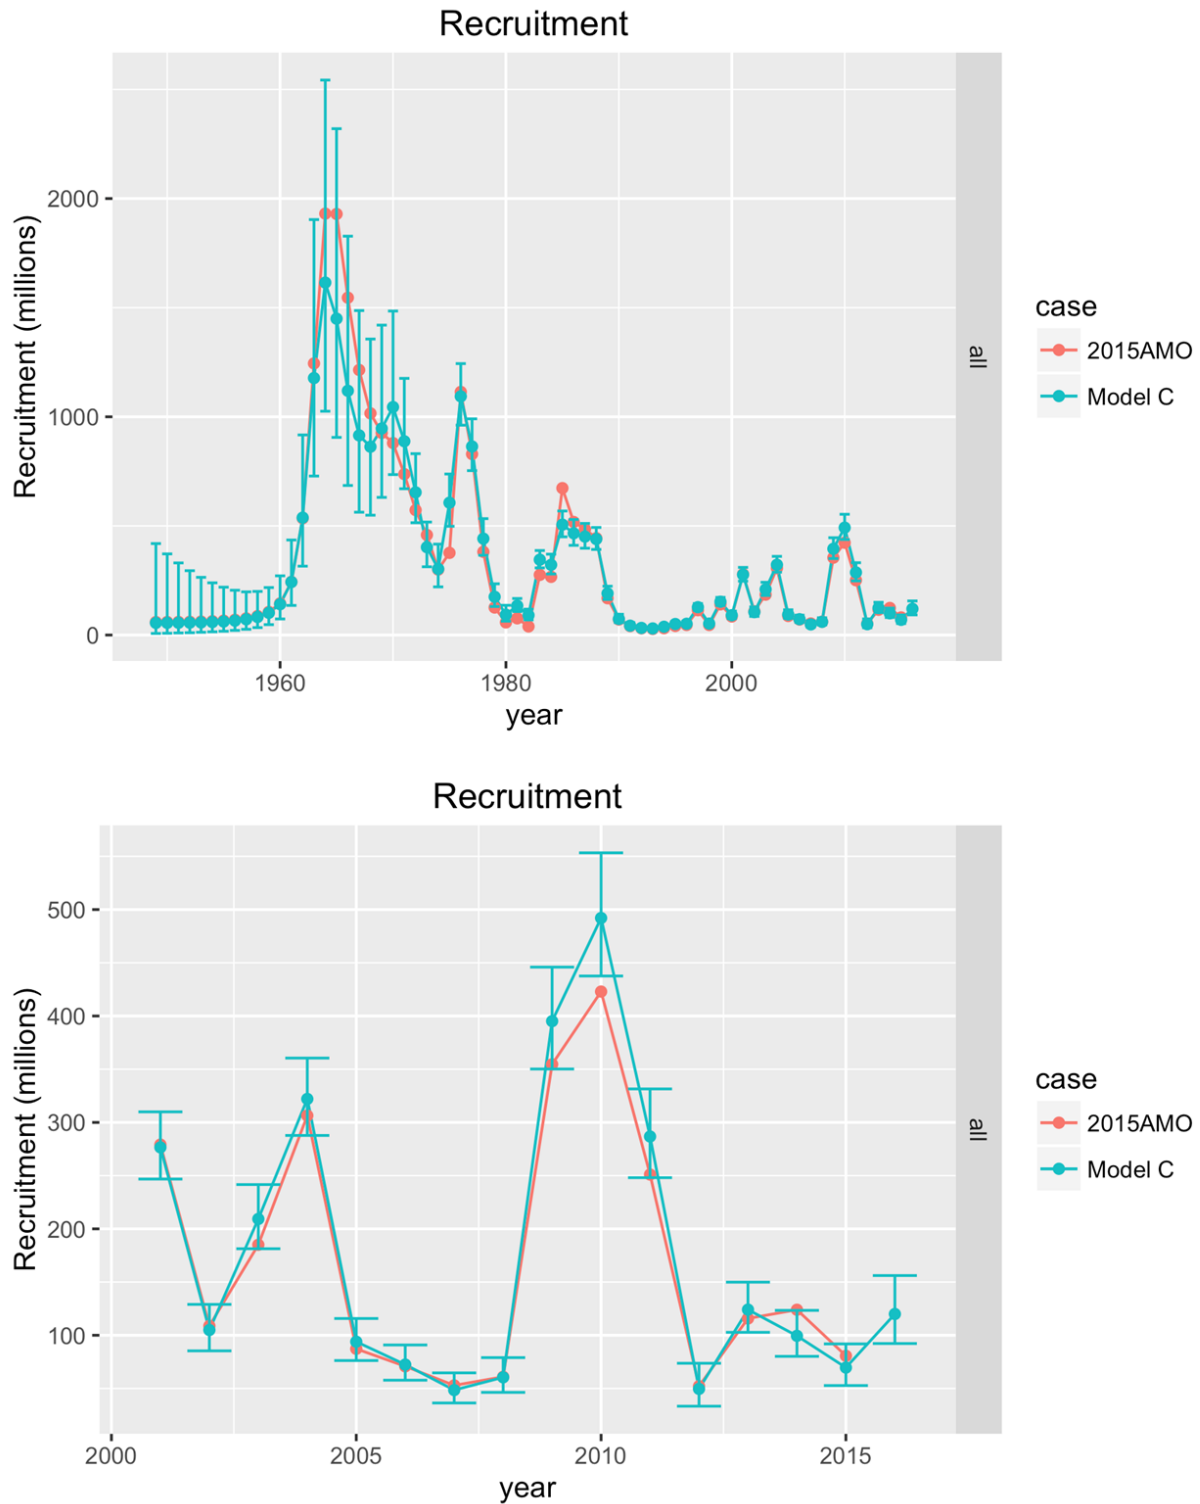 Recruitment
Recruitment (millions)
2000
1000
0
1960 1980 2000
year
all
case
2015AMO
Model C
Recruitment
Recruitment (millions)
500
400
300
200
100
2000 2005 2010 2015
year
all
case
2015AMO
Model C